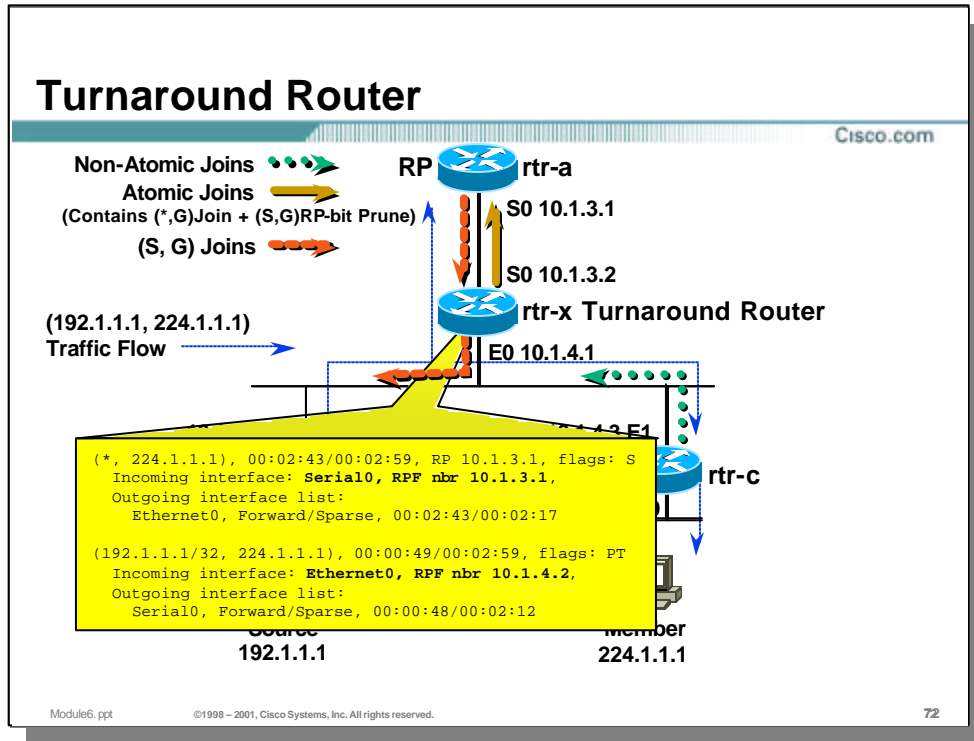 Turnaround Router
Cisco.com
Non-Atomic Joins
Atomic Joins
(Contains (*,G)Join + (S,G)RP-bit Prune)
(S, G) Joins
RP
rtr-a
S0 10.1.3.1
S0 10.1.3.2
rtr-x Turnaround Router
(192.1.1.1, 224.1.1.1)
Traffic Flow
E0 10.1.4.1
E1
rtr-c
(*, 224.1.1.1), 00:02:43/00:02:59, RP 10.1.3.1, flags: S
Incoming interface: Serial0, RPF nbr 10.1.3.1,
Outgoing interface list:
Ethernet0, Forward/Sparse, 00:02:43/00:02:17
(192.1.1.1/32, 224.1.1.1), 00:00:49/00:02:59, flags: PT
Incoming interface: Ethernet0, RPF nbr 10.1.4.2,
Outgoing interface list:
Serial0, Forward/Sparse, 00:00:48/00:02:12
Source
192.1.1.1
Member
224.1.1.1
Module6.ppt
©1998 – 2001, Cisco Systems, Inc. All rights reserved.
72